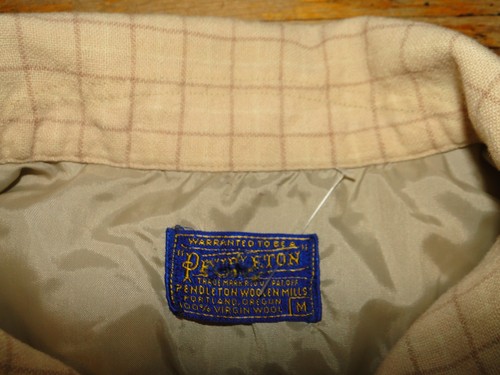 WARRANTED TO BE A
"PENDLETON"
TRADE MARK REG U.S. PAT. OFF.
PENDLETON WOOLEN MILLS
PORTLAND, OREGON
100% VIRGIN WOOL
M